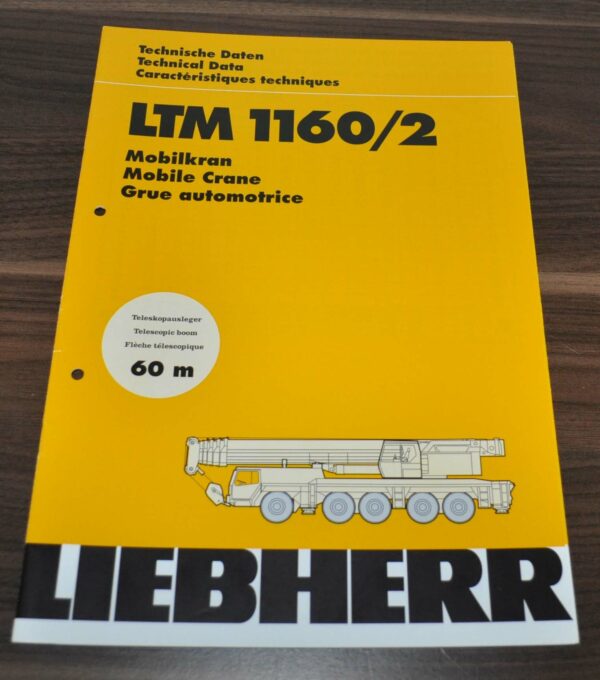 Technische Daten
Technical Data
Caractéristiques techniques
LTM 1160/2
Mobilkran
Mobile Crane
Grue automotrice
Teleskopausleger
Telescopic boom
Flèche télescopique
60 m
LIEBHERR